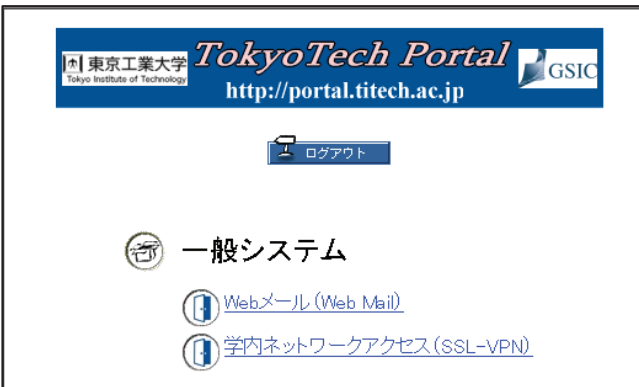 東京工業大学
Tokyo Institute of Technology
TokyoTech Portal
http://portal.titech.ac.jp
GSIC
ログアウト
一般システム
Webメール(Web Mail)
学内ネットワークアクセス(SSL-VPN)